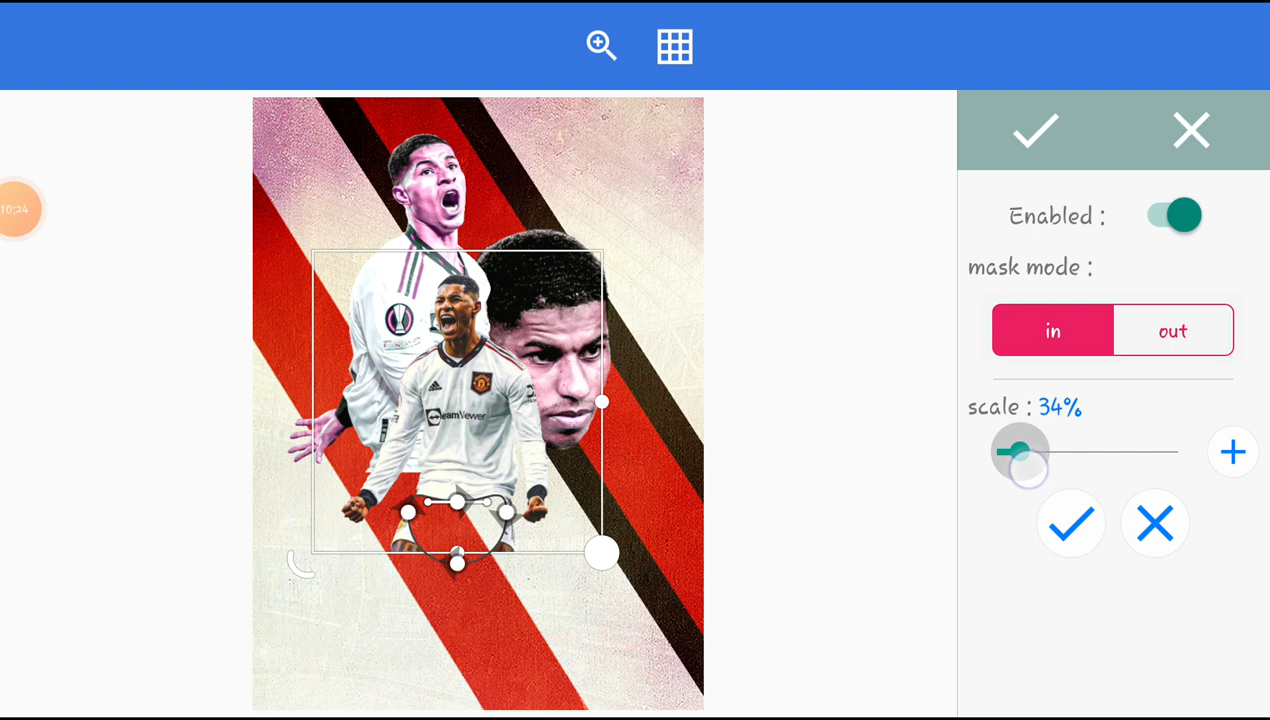 10:24
Enabled :
mask mode :
in
out
scale : 34%
TeamViewer